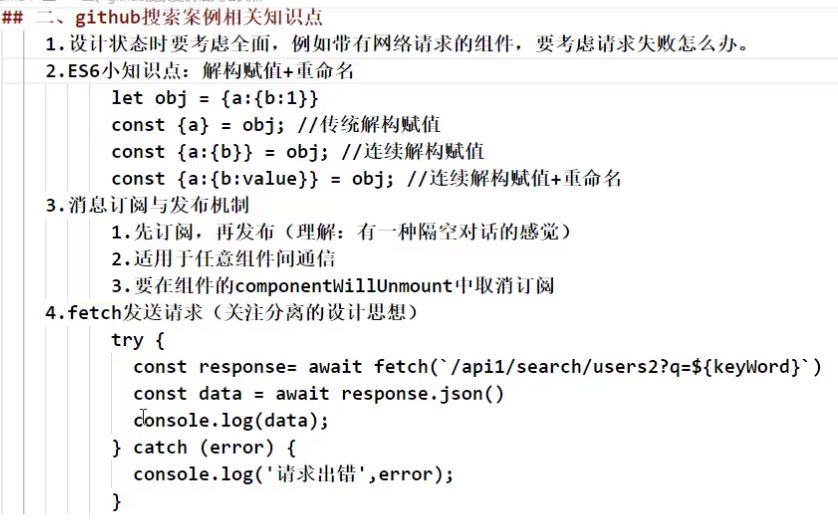 ## 二、github搜索案例相关知识点
1.设计状态时要考虑全面，例如带有网络请求的组件，要考虑请求失败怎么办。
2.ES6小知识点：解构赋值+重命名
let obj = {a:{b:1}}
const {a} = obj; //传统解构赋值
const {a:{b}} = obj; //连续解构赋值
const {a:{b:value}} = obj; //连续解构赋值+重命名
3.消息订阅与发布机制
1.先订阅，再发布（理解：有一种隔空对话的感觉）
2.适用于任意组件间通信
3.要在组件的componentWillUnmount中取消订阅
4.fetch发送请求（关注分离的设计思想）
try {
const response= await fetch(`/api1/search/users2?q=${keyWord}`)
const data = await response.json()
console.log(data);
} catch (error) {
console.log('请求出错',error);
}